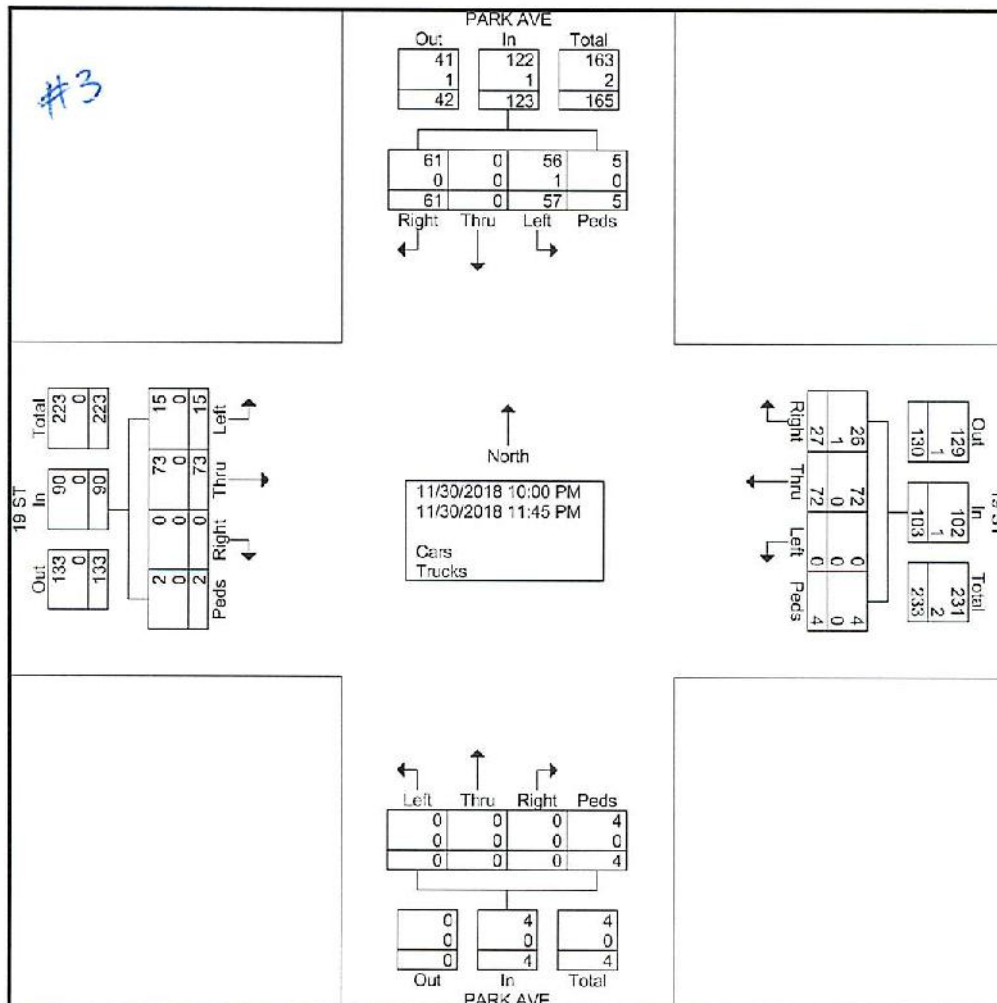 PARK AVE
Out In Total
41 122 163
1 1 2
42 123 165
#3
61 0 56 5
0 0 1 0
61 0 57 5
Right Thru Left Peds
19 ST
Total In Out
223 90 133
0 0 0
223 90 133
15 73 0 2
0 0 0 0
15 73 0 2
Left Thru Right Peds
North
11/30/2018 10:00 PM
11/30/2018 11:45 PM
Cars
Trucks
Right Thru Left Peds
26 72 0 4
1 0 0 0
27 72 0 4
Out In Total
129 102 231
1 1 2
130 103 233
19 ST
Left Thru Right Peds
0 0 0 4
0 0 0 0
0 0 0 4
0 4 4
0 0 0
0 4 4
Out In Total
PARK AVE